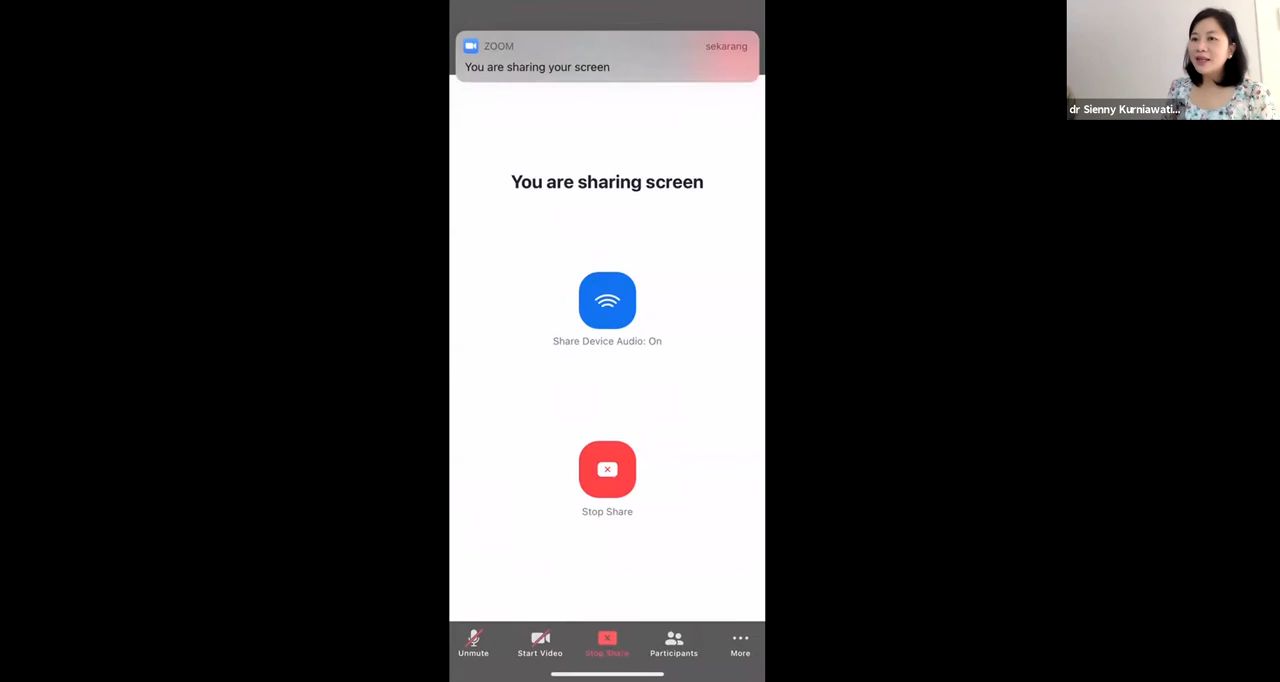 ZOOM sekarang
You are sharing your screen
dr Sienny Kurniawati...
You are sharing screen
Share Device Audio: On
Stop Share
Unmute Start Video Stop Share Participants More